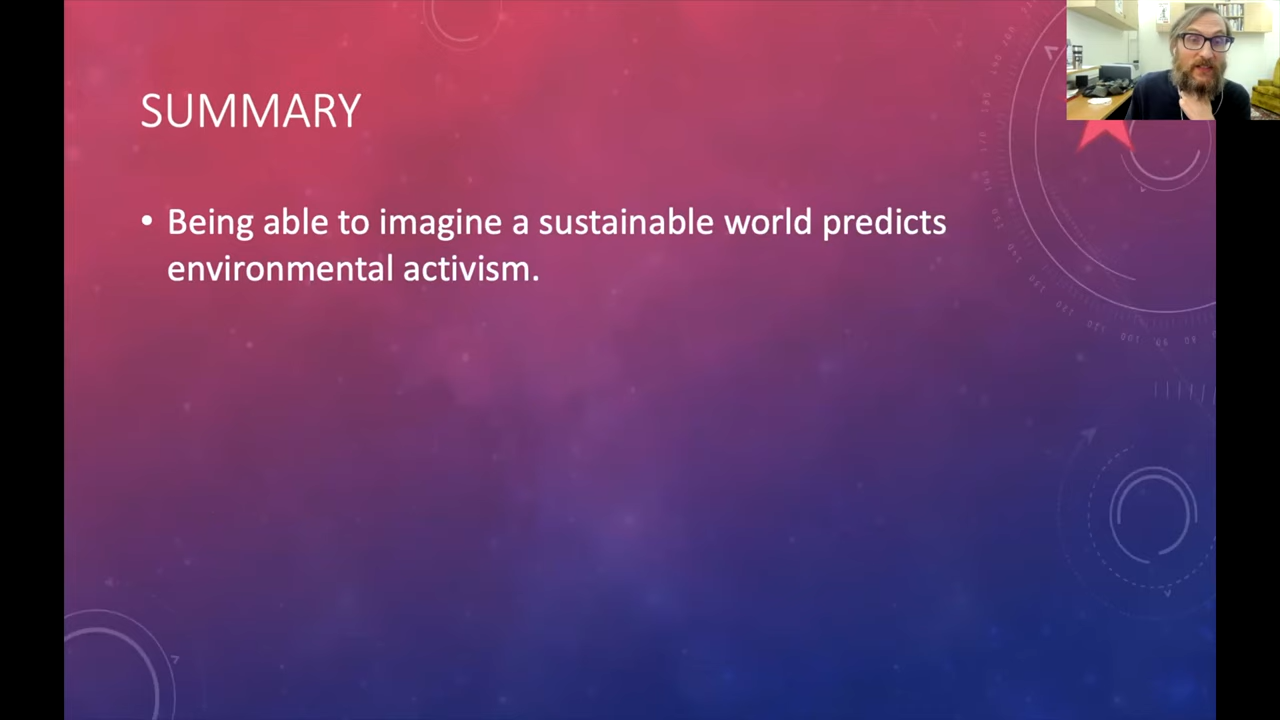 SUMMARY
• Being able to imagine a sustainable world predicts
environmental activism.